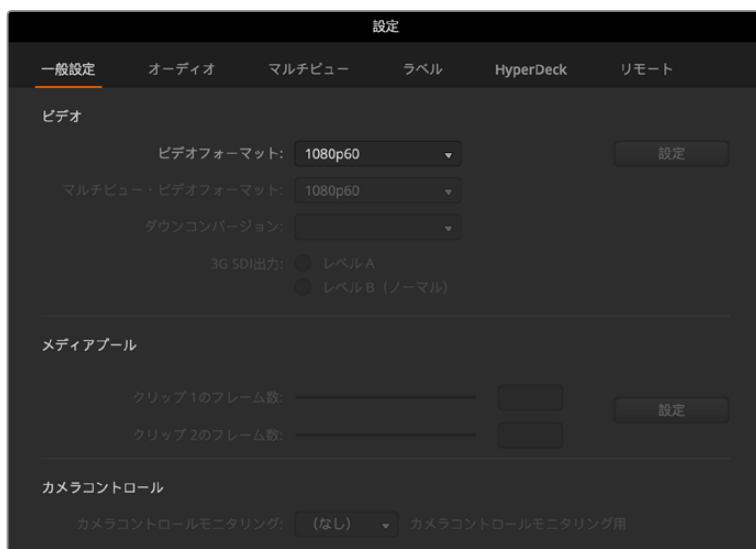 設定
一般設定 オーディオ マルチビュー ラベル HyperDeck リモート
ビデオ
ビデオフォーマット: 1080p60 設定
マルチビュー・ビデオフォーマット: 1080p60
ダウンコンバージョン:
3G SDI出力: レベル A
レベル B（ノーマル）
メディアプール
クリップ 1のフレーム数:
設定
クリップ 2のフレーム数:
カメラコントロール
カメラコントロールモニタリング: (なし) カメラコントロールモニタリング用